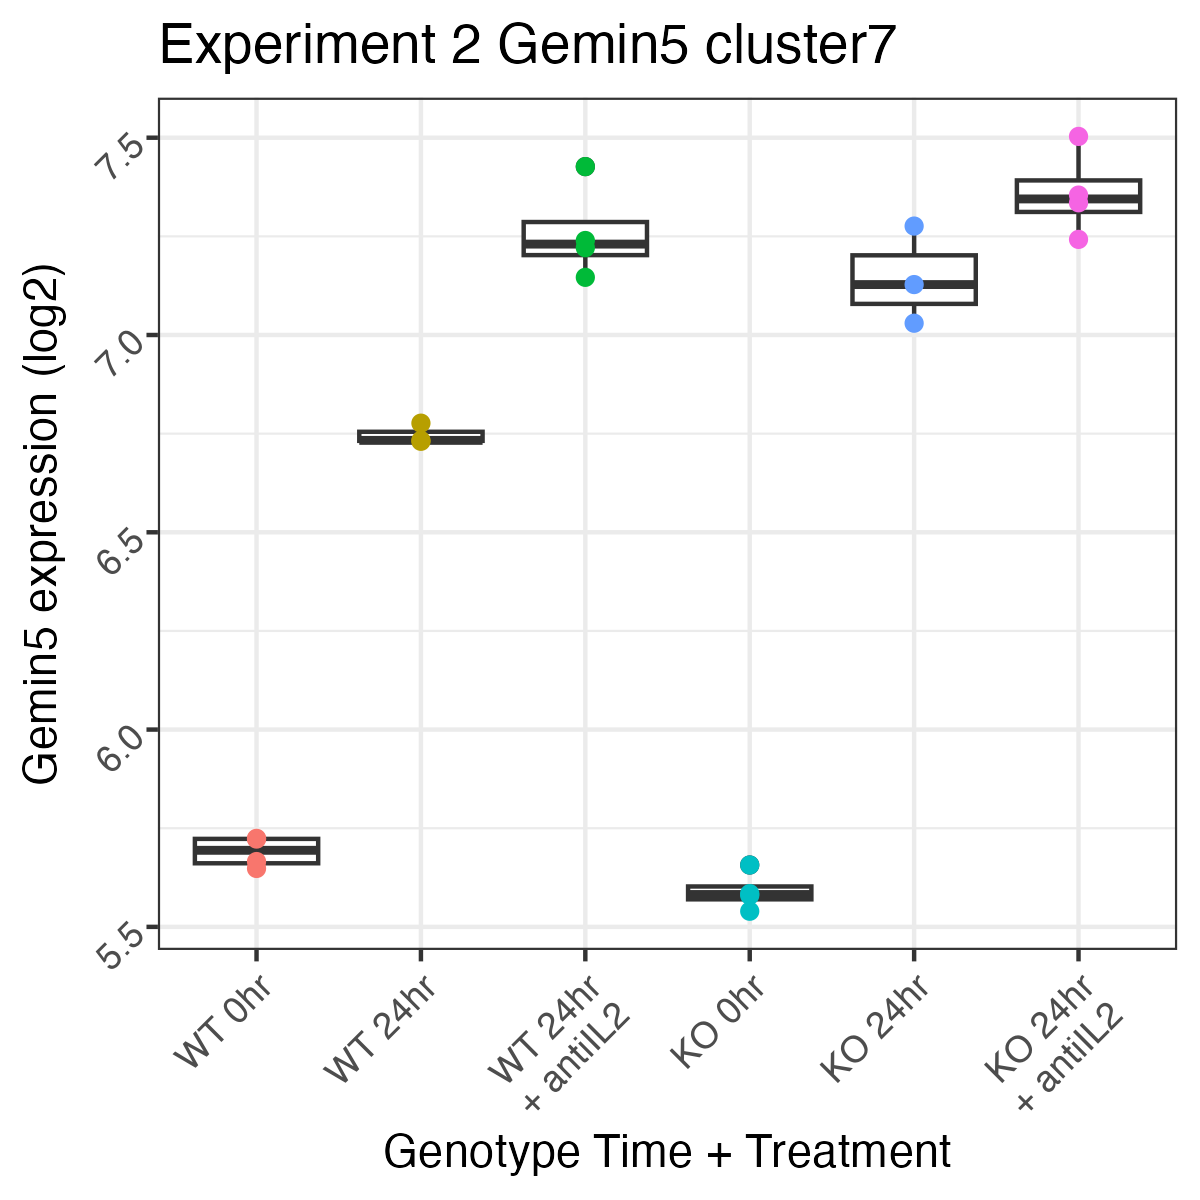 Experiment 2 Gemin5 cluster7
Gemin5 expression (log2)
7.5
7.0
6.5
6.0
5.5
WT 0hr
WT 24hr
WT 24hr
+ antiIL2
KO 0hr
KO 24hr
KO 24hr
+ antiIL2
Genotype Time + Treatment